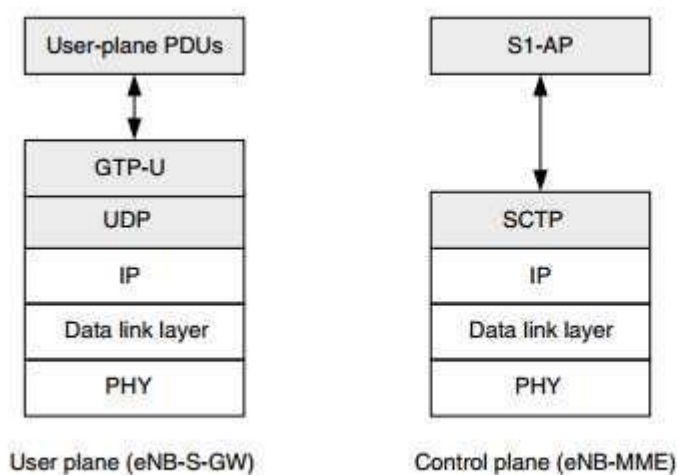 User-plane PDUs
GTP-U
UDP
IP
Data link layer
PHY
User plane (eNB-S-GW)
S1-AP
SCTP
IP
Data link layer
PHY
Control plane (eNB-MME)